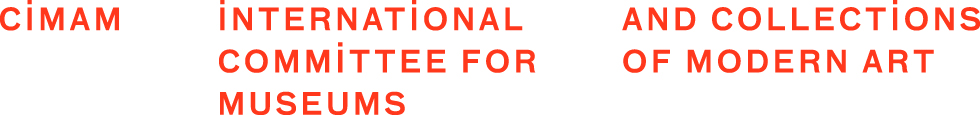 CİMAM
İNTERNATİONAL
COMMİTTEE FOR
MUSEUMS
AND COLLECTİONS
OF MODERN ART